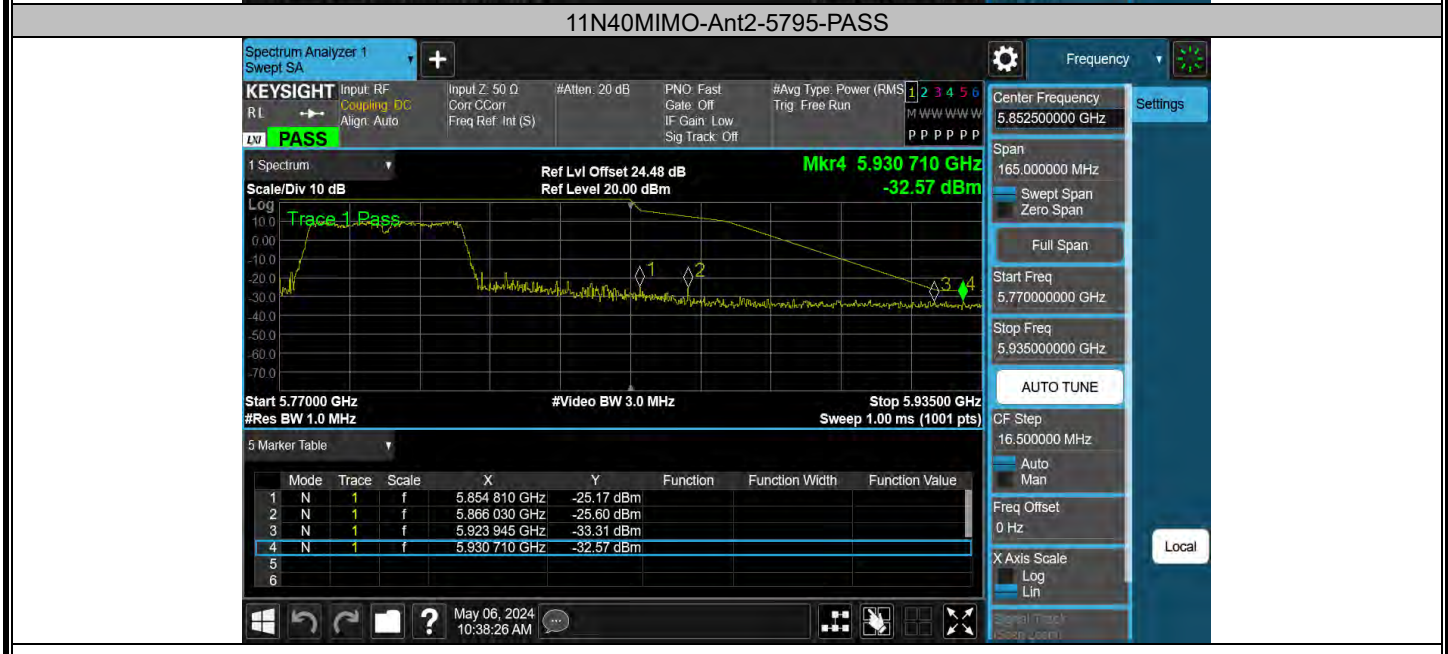 11N40MIMO-Ant2-5795-PASS
Spectrum Analyzer 1
Swept SA
+
Frequency
KEYSIGHT
RL
LXI PASS
Input: RF
Coupling: DC
Align: Auto
Input Z: 50 Ω
Corr CCorr
Freq Ref: Int (S)
#Atten: 20 dB
PNO: Fast
Gate: Off
IF Gain: Low
Sig Track: Off
#Avg Type: Power (RMS
Trig: Free Run
1 2 3 4 5 6
M W W W W W
P P P P P P
1 Spectrum
Scale/Div 10 dB
Ref Lvl Offset 24.48 dB
Ref Level 20.00 dBm
Mkr4 5.930 710 GHz
-32.57 dBm
Log
Trace 1 Pass
10.0
0.00
-10.0
-20.0
-30.0
-40.0
-50.0
-60.0
-70.0
1
2
3
4
Start 5.77000 GHz
#Video BW 3.0 MHz
Stop 5.93500 GHz
#Res BW 1.0 MHz
Sweep 1.00 ms (1001 pts)
5 Marker Table
Mode Trace Scale X Y Function Function Width Function Value
1 N 1 f 5.854 810 GHz -25.17 dBm
2 N 1 f 5.866 030 GHz -25.60 dBm
3 N 1 f 5.923 945 GHz -33.31 dBm
4 N 1 f 5.930 710 GHz -32.57 dBm
5
6
?
May 06, 2024
10:38:26 AM
Center Frequency
5.852500000 GHz
Settings
Span
165.000000 MHz
Swept Span
Zero Span
Full Span
Start Freq
5.770000000 GHz
Stop Freq
5.935000000 GHz
AUTO TUNE
CF Step
16.500000 MHz
Auto
Man
Freq Offset
0 Hz
X Axis Scale
Log
Lin
Local
Signal Track
(Span Zoom)